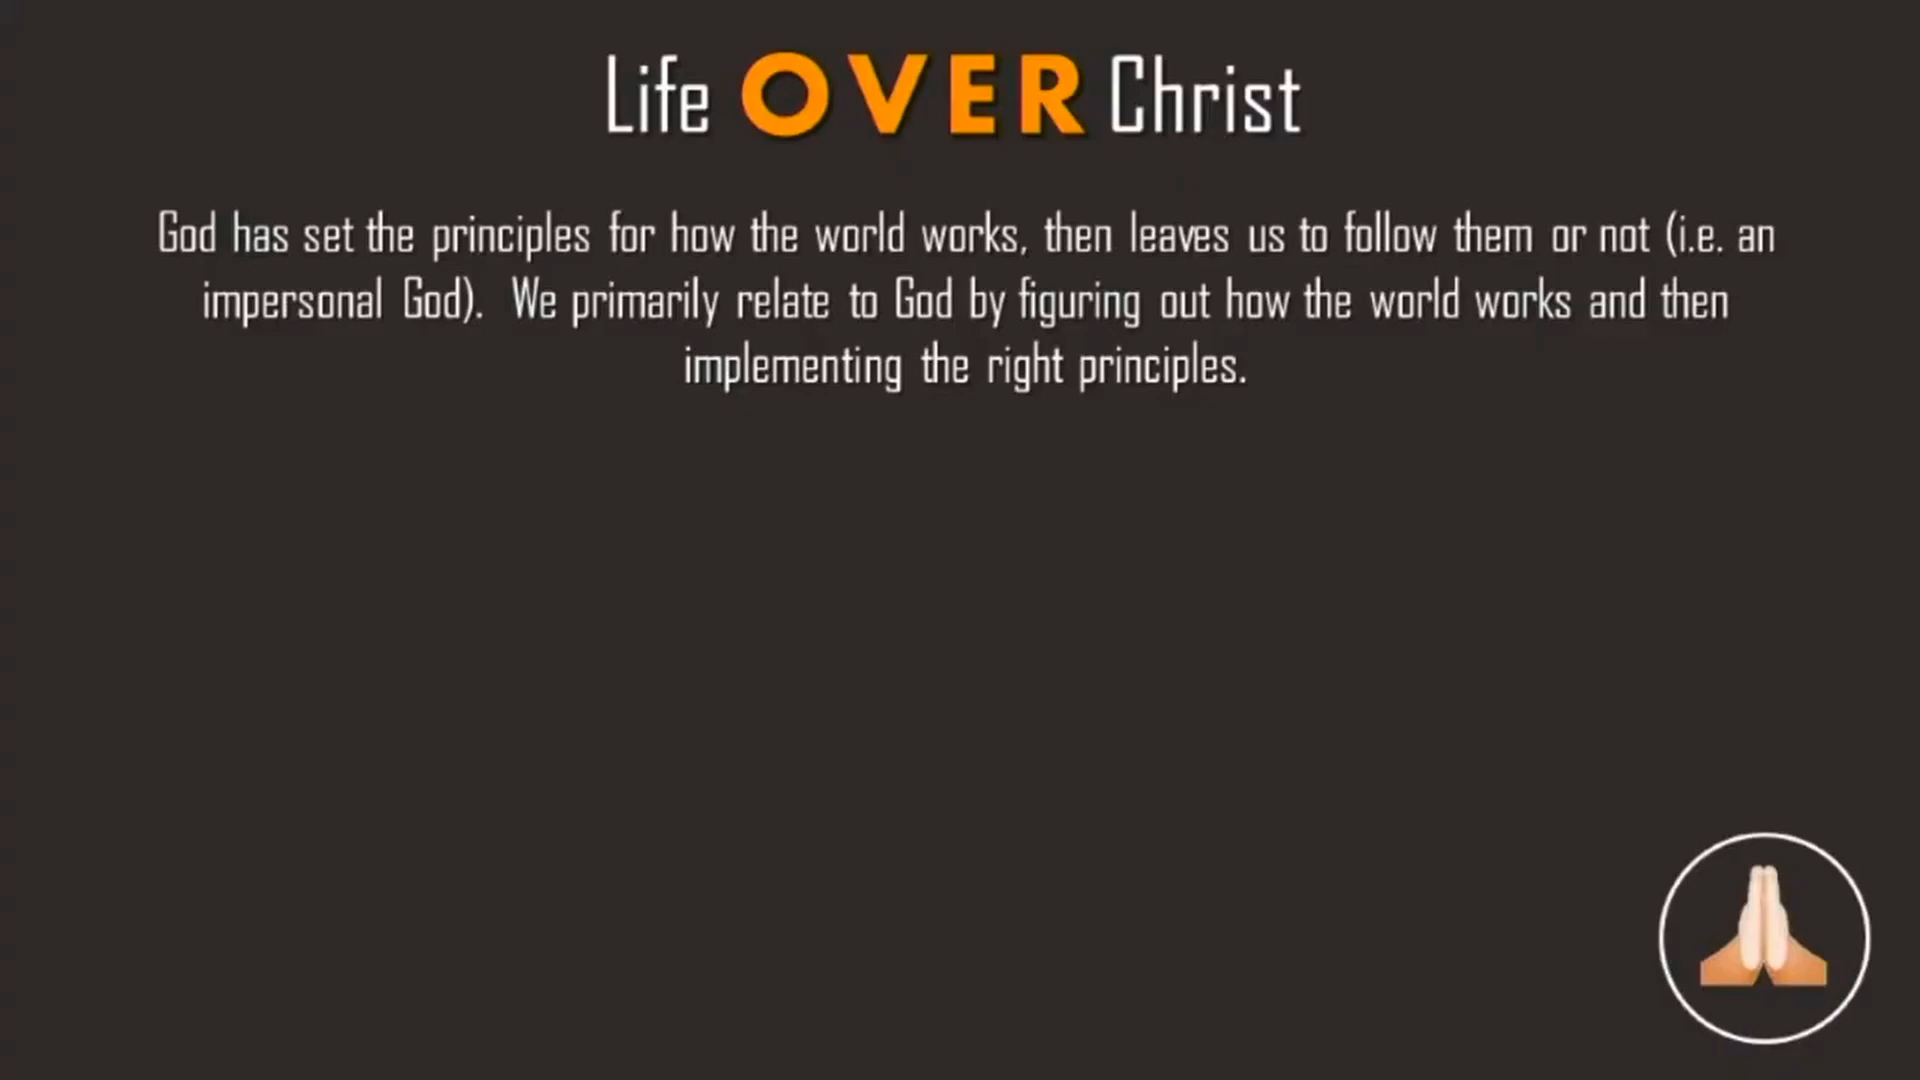 Life OVER Christ
God has set the principles for how the world works, then leaves us to follow them or not (i.e. an
impersonal God). We primarily relate to God by figuring out how the world works and then
implementing the right principles.